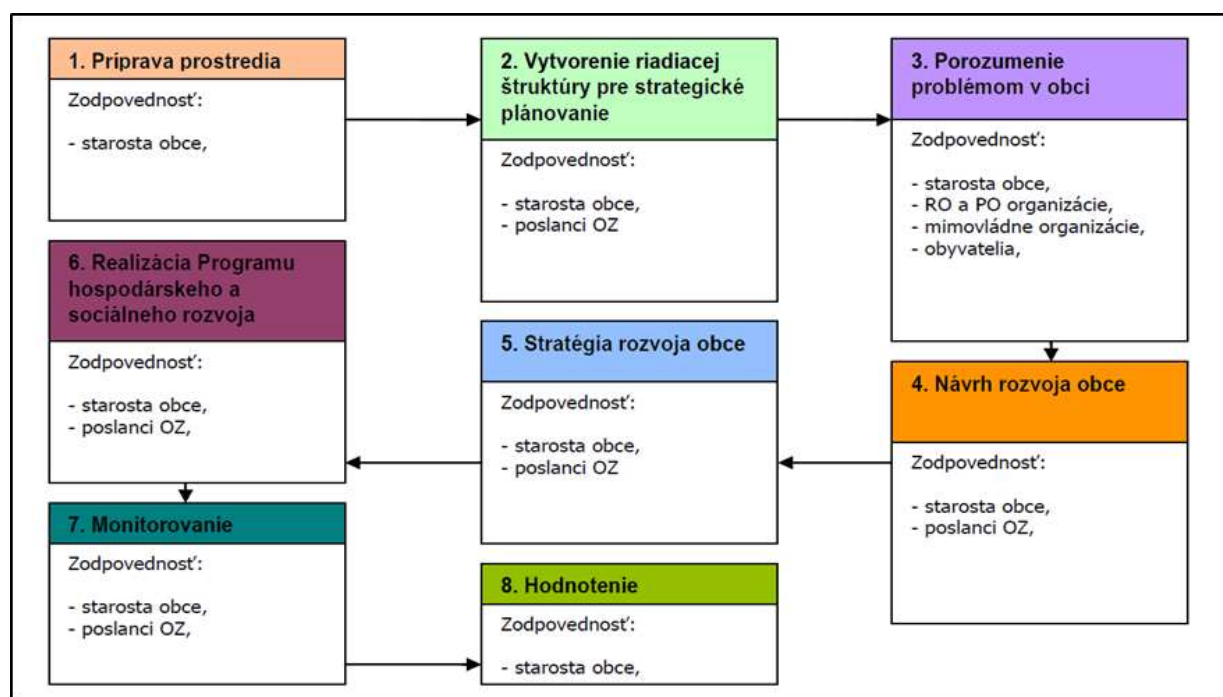 1. Príprava prostredia
Zodpovednosť:
- starosta obce,
2. Vytvorenie riadiacej
štruktúry pre strategické
plánovanie
Zodpovednosť:
- starosta obce,
- poslanci OZ
3. Porozumenie
problémom v obci
Zodpovednosť:
- starosta obce,
- RO a PO organizácie,
- mimovládne organizácie,
- obyvatelia,
4. Návrh rozvoja obce
Zodpovednosť:
- starosta obce,
- poslanci OZ,
5. Stratégia rozvoja obce
Zodpovednosť:
- starosta obce,
- poslanci OZ
6. Realizácia Programu
hospodárskeho a
sociálneho rozvoja
Zodpovednosť:
- starosta obce,
- poslanci OZ,
7. Monitorovanie
Zodpovednosť:
- starosta obce,
- poslanci OZ,
8. Hodnotenie
Zodpovednosť:
- starosta obce,